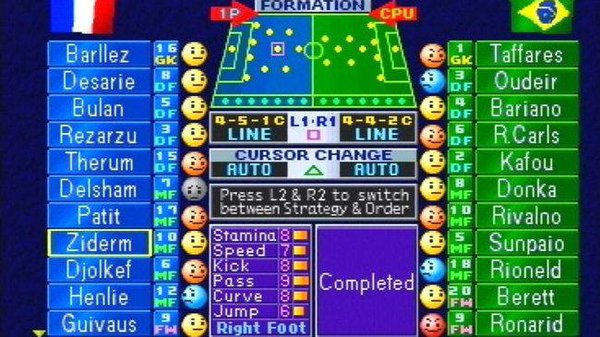 FORMATION
1P
CPU
Barllez 16 GK
Desarie 8 DF
Bulan 5 DF
Rezarzu 3 DF
Therum 15 DF
Delsham 7 MF
Patit 17 MF
Ziderm 10 MF
Djolkef 6 MF
Henlie 12 MF
Guivaus 9 FW
4-5-1C L1·R1 4-4-2C
LINE LINE
CURSOR CHANGE
AUTO AUTO
Press L2 & R2 to switch
between Strategy & Order
Stamina 8
Speed 7
Kick 8
Pass 9
Curve 8
Jump 6
Right Foot
Completed
1 GK Taffares
3 DF Oudeir
4 DF Bariano
6 DF R.Carls
2 DF Kafou
8 MF Donka
10 MF Rivalno
5 MF Sunpaio
18 MF Rioneld
20 FW Berett
9 FW Ronarid